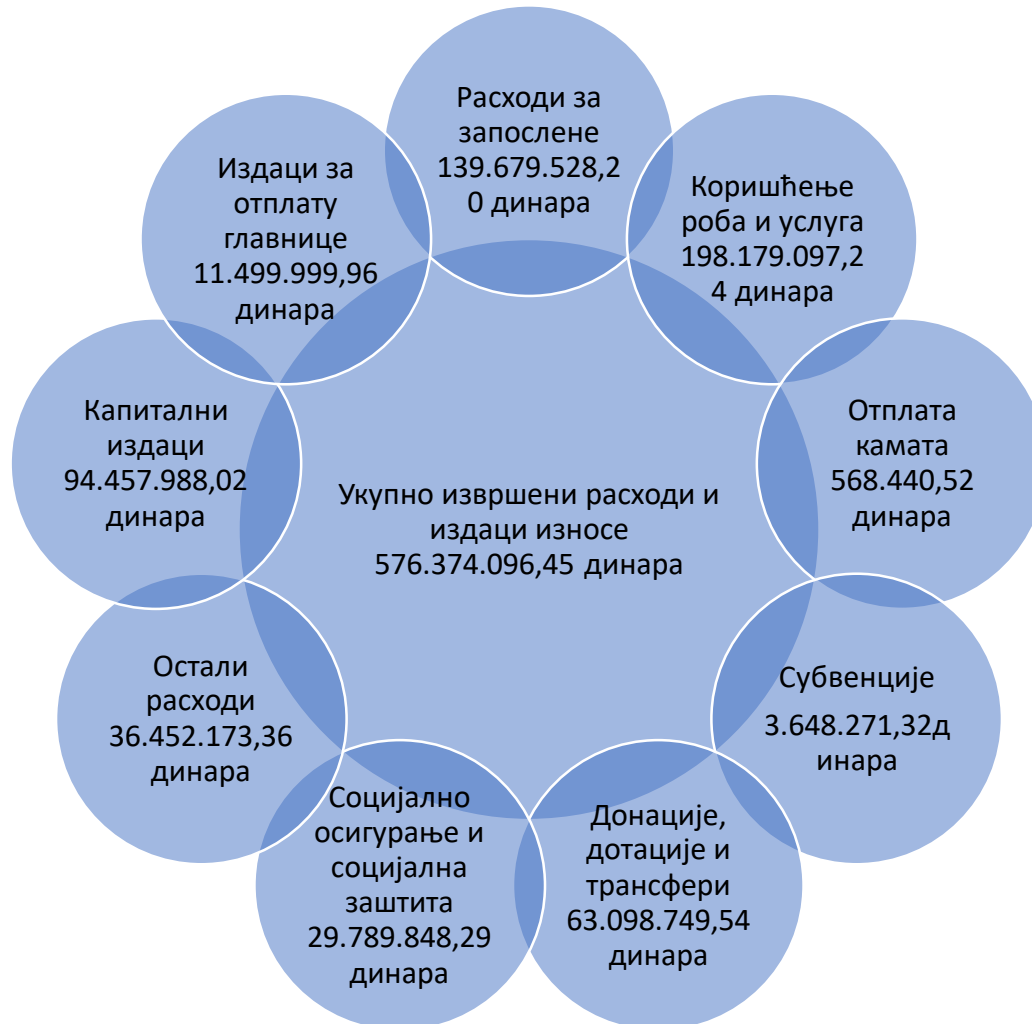 Расходи за
запослене
139.679.528,2
0 динара
Коришћење
роба и услуга
198.179.097,2
4 динара
Отплата
камата
568.440,52
динара
Субвенције
3.648.271,32д
инара
Донације,
дотације и
трансфери
63.098.749,54
динара
Социјално
осигурање и
социјална
заштита
29.789.848,29
динара
Остали
расходи
36.452.173,36
динара
Капитални
издаци
94.457.988,02
динара
Издаци за
отплату
главнице
11.499.999,96
динара
Укупно извршени расходи и
издаци износе
576.374.096,45 динара